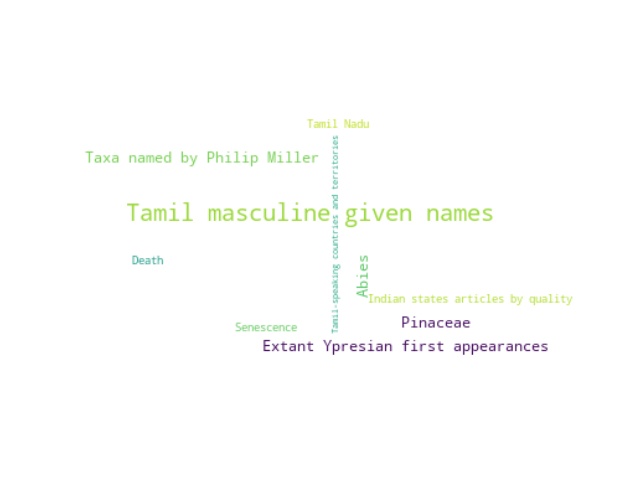 Tamil Nadu
Taxa named by Philip Miller
Tamil-speaking countries and territories
Tamil masculine given names
Death
Abies
Indian states articles by quality
Pinaceae
Senescence
Extant Ypresian first appearances